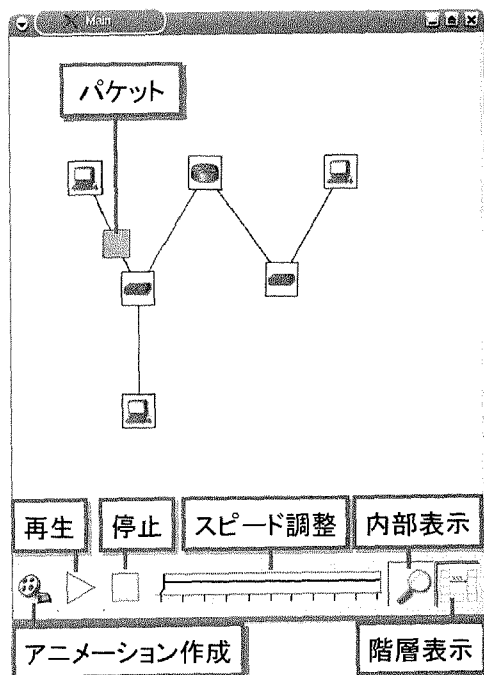 Main
パケット
再生
停止
スピード調整
内部表示
アニメーション作成
階層表示